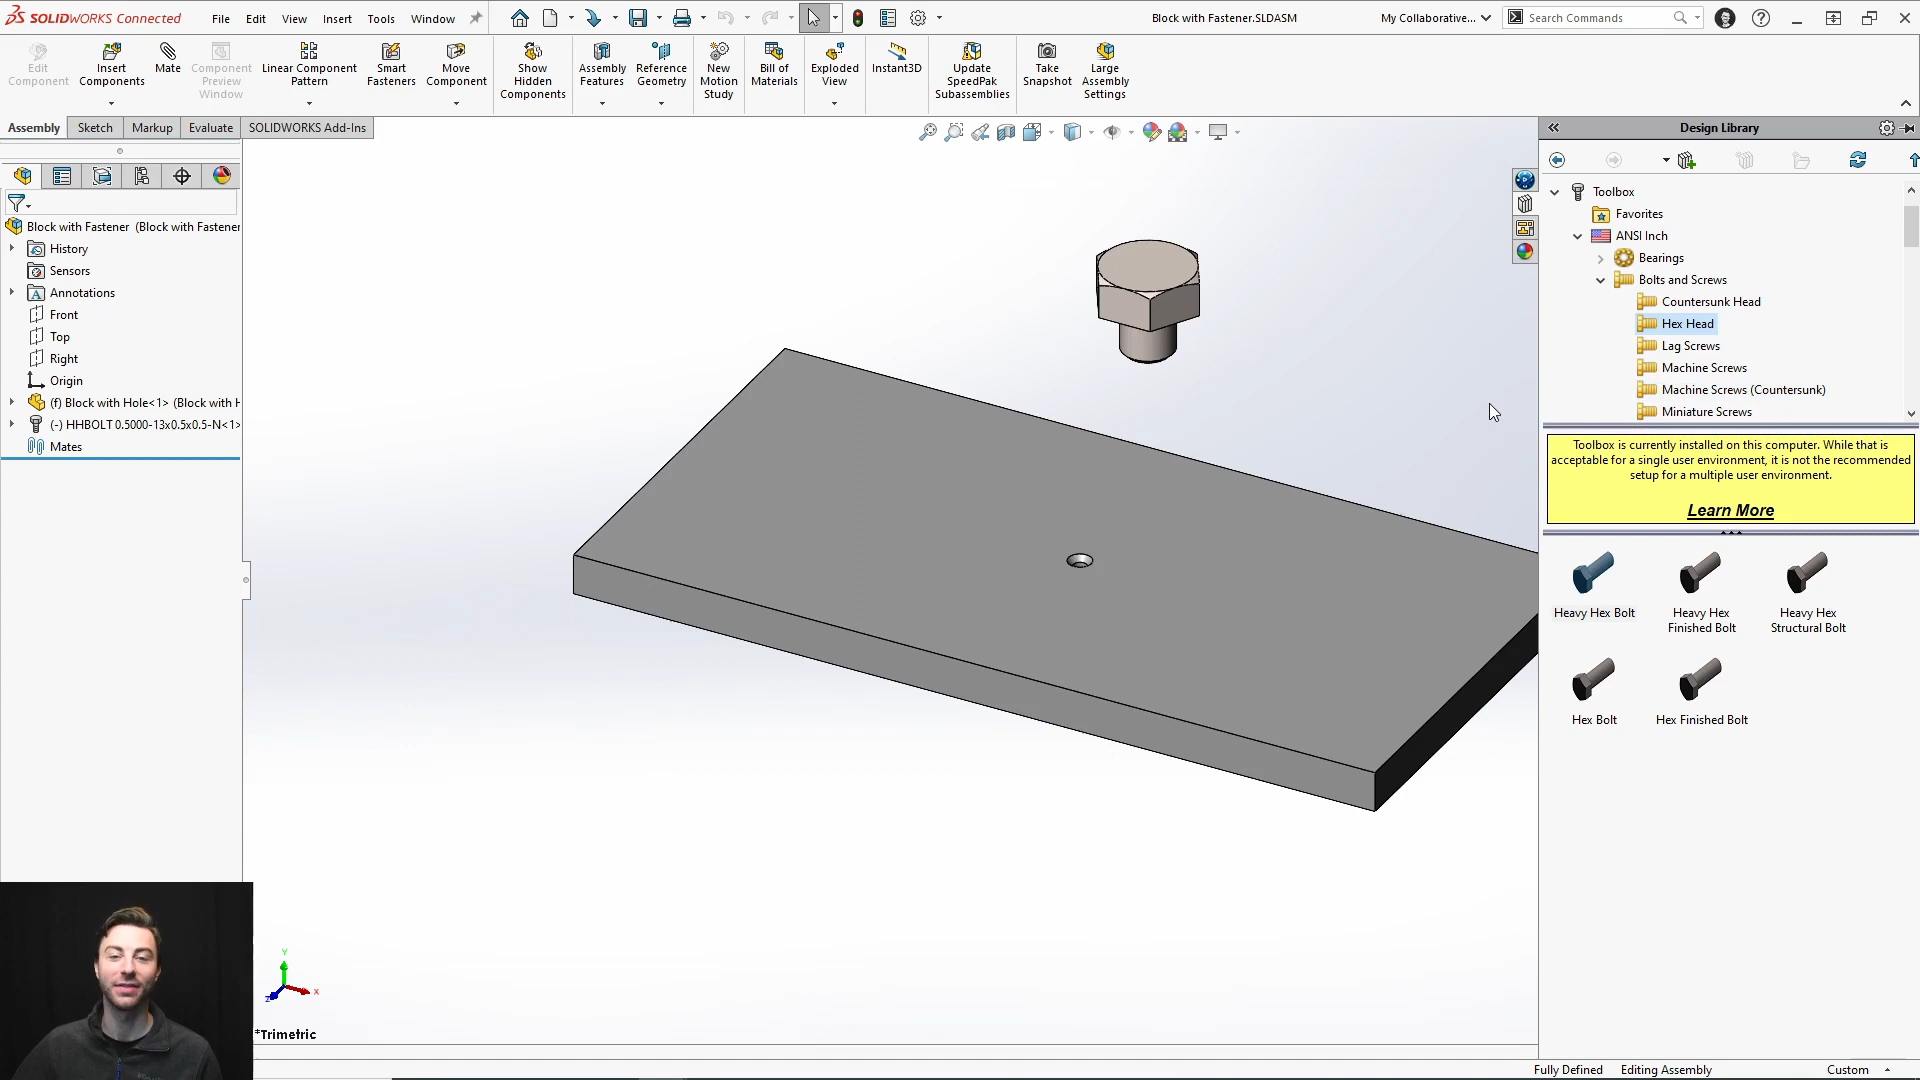 SOLIDWORKS Connected
File Edit View Insert Tools Window
Block with Fastener.SLDASM
My Collaborative...
Search Commands
Edit
Component
Insert
Components
Mate
Component
Preview
Window
Linear Component
Pattern
Smart
Fasteners
Move
Component
Show
Hidden
Components
Assembly
Features
Reference
Geometry
New
Motion
Study
Bill of
Materials
Exploded
View
Instant3D
Update
SpeedPak
Subassemblies
Take
Snapshot
Large
Assembly
Settings
Assembly Sketch Markup Evaluate SOLIDWORKS Add-Ins
Block with Fastener (Block with Fastener
History
Sensors
Annotations
Front
Top
Right
Origin
(f) Block with Hole<1> (Block with H
(-) HHBOLT 0.5000-13x0.5x0.5-N<1>
Mates
Y
X
Z
*Trimetric
Design Library
Toolbox
Favorites
ANSI Inch
Bearings
Bolts and Screws
Countersunk Head
Hex Head
Lag Screws
Machine Screws
Machine Screws (Countersunk)
Miniature Screws
Toolbox is currently installed on this computer. While that is
acceptable for a single user environment, it is not the recommended
setup for a multiple user environment.
Learn More
Heavy Hex Bolt
Heavy Hex
Finished Bolt
Heavy Hex
Structural Bolt
Hex Bolt
Hex Finished Bolt
Fully Defined Editing Assembly Custom